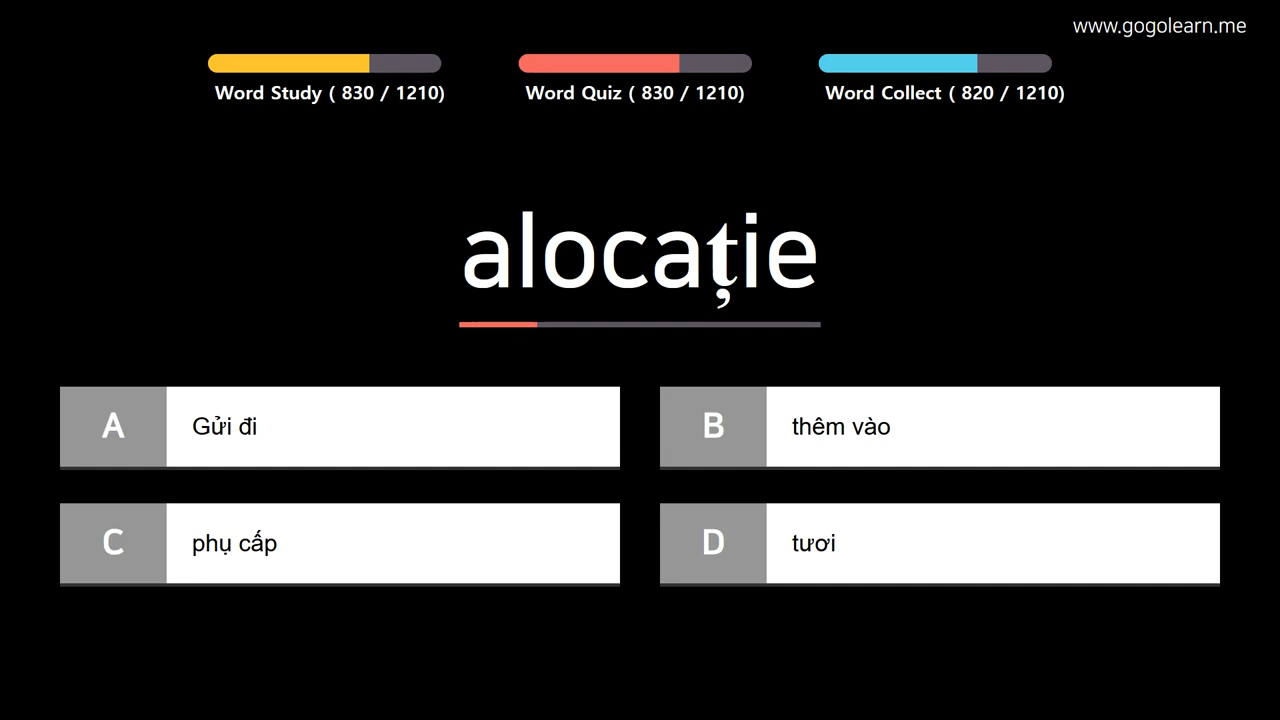 www.gogolearn.me
Word Study ( 830 / 1210)
Word Quiz ( 830 / 1210)
Word Collect ( 820 / 1210)
alocație
A
Gửi đi
B
thêm vào
C
phụ cấp
D
tươi